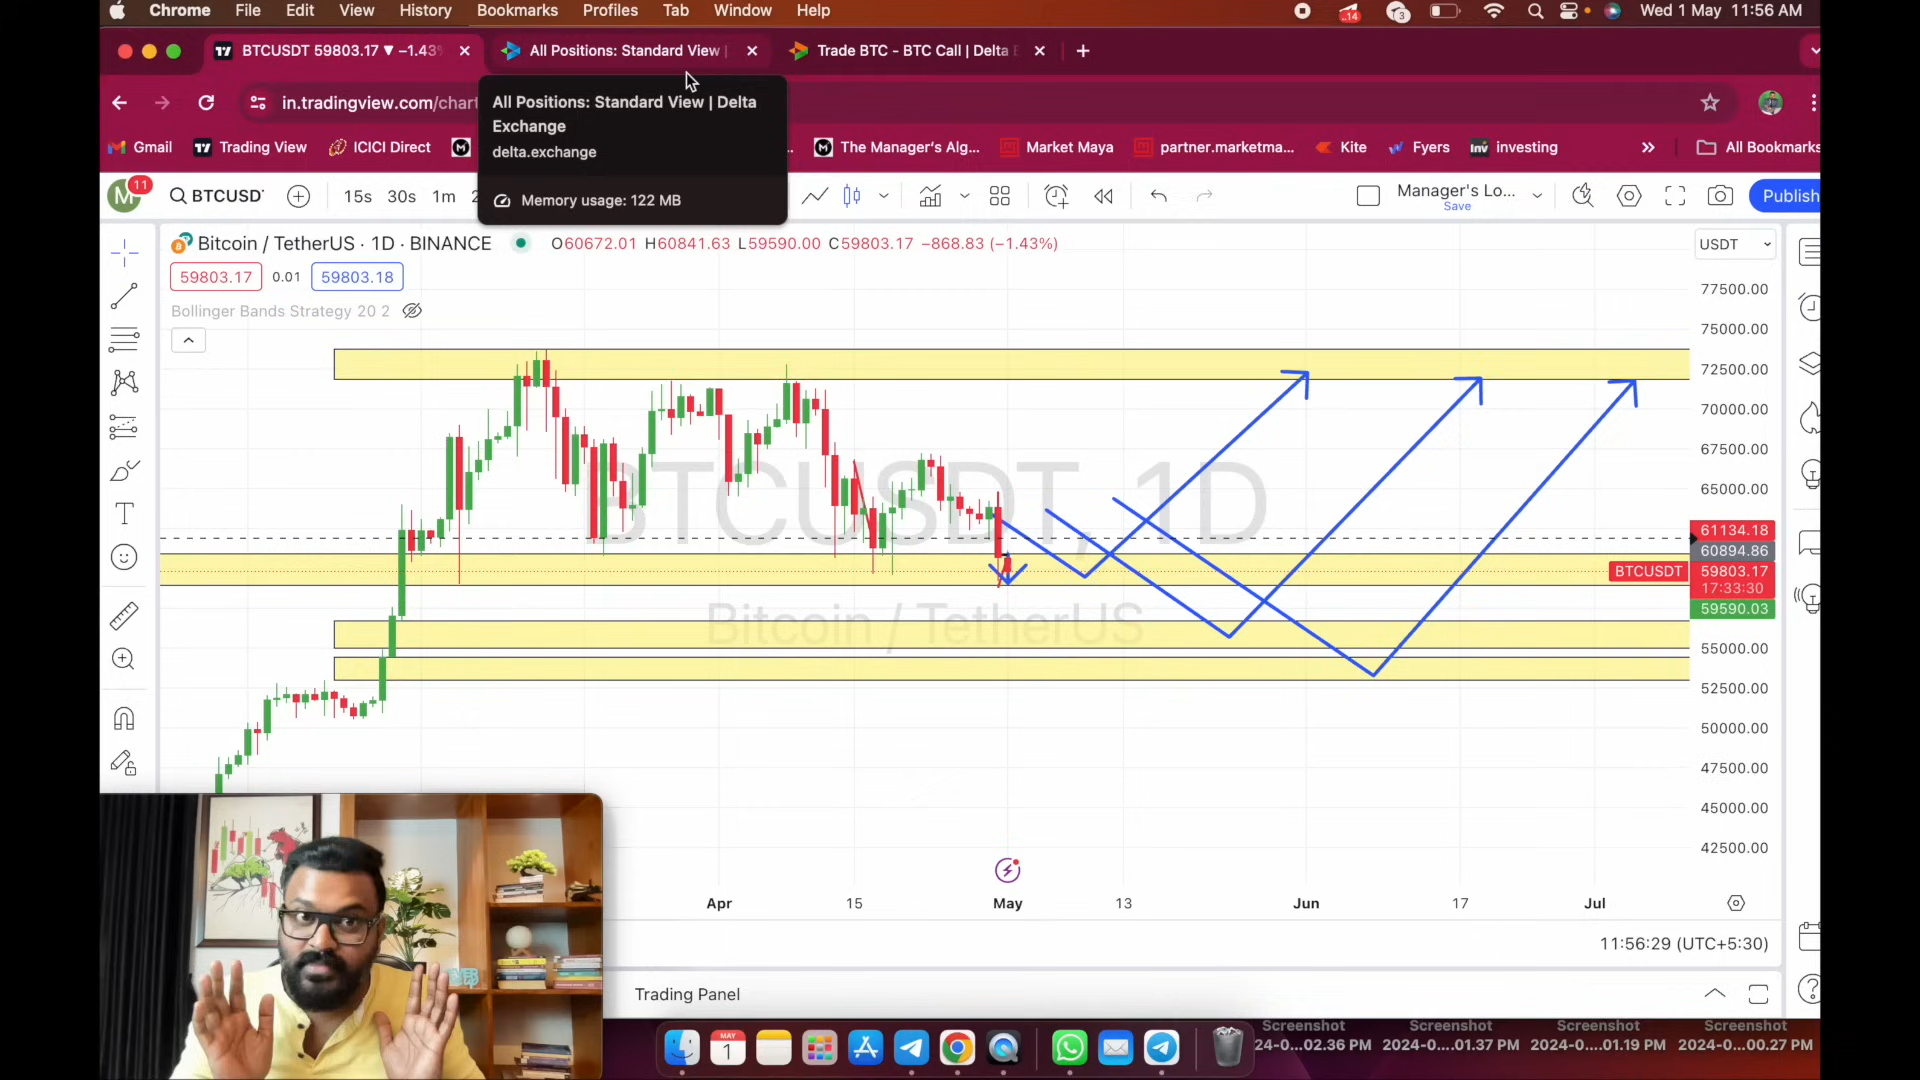 Chrome File Edit View History Bookmarks Profiles Tab Window Help
14 3 Wed 1 May 11:56 AM
BTCUSDT 59803.17 ▼ −1.43
All Positions: Standard View |
Trade BTC - BTC Call | Delta
in.tradingview.com/chart
All Positions: Standard View | Delta
Exchange
delta.exchange
Memory usage: 122 MB
Gmail Trading View ICICI Direct The Manager's Alg... Market Maya partner.marketma... Kite Fyers investing » All Bookmarks
M 11 BTCUSD 15s 30s 1m Manager's Lo... Publish
Save
Bitcoin / TetherUS · 1D · BINANCE O60672.01 H60841.63 L59590.00 C59803.17 −868.83 (−1.43%)
USDT
59803.17 0.01 59803.18
Bollinger Bands Strategy 20 2
77500.00
75000.00
72500.00
70000.00
67500.00
65000.00
BTCUSDT, 1D
61134.18
60894.86
BTCUSDT 59803.17
17:33:30
59590.03
Bitcoin / TetherUS
55000.00
52500.00
50000.00
47500.00
45000.00
42500.00
Apr 15 May 13 Jun 17 Jul
11:56:29 (UTC+5:30)
Trading Panel
MAY
1
Screenshot Screenshot Screenshot Screenshot
24-0...02.36 PM 2024-0....01.37 PM 2024-0....01.19 PM 2024-0....00.27 PM